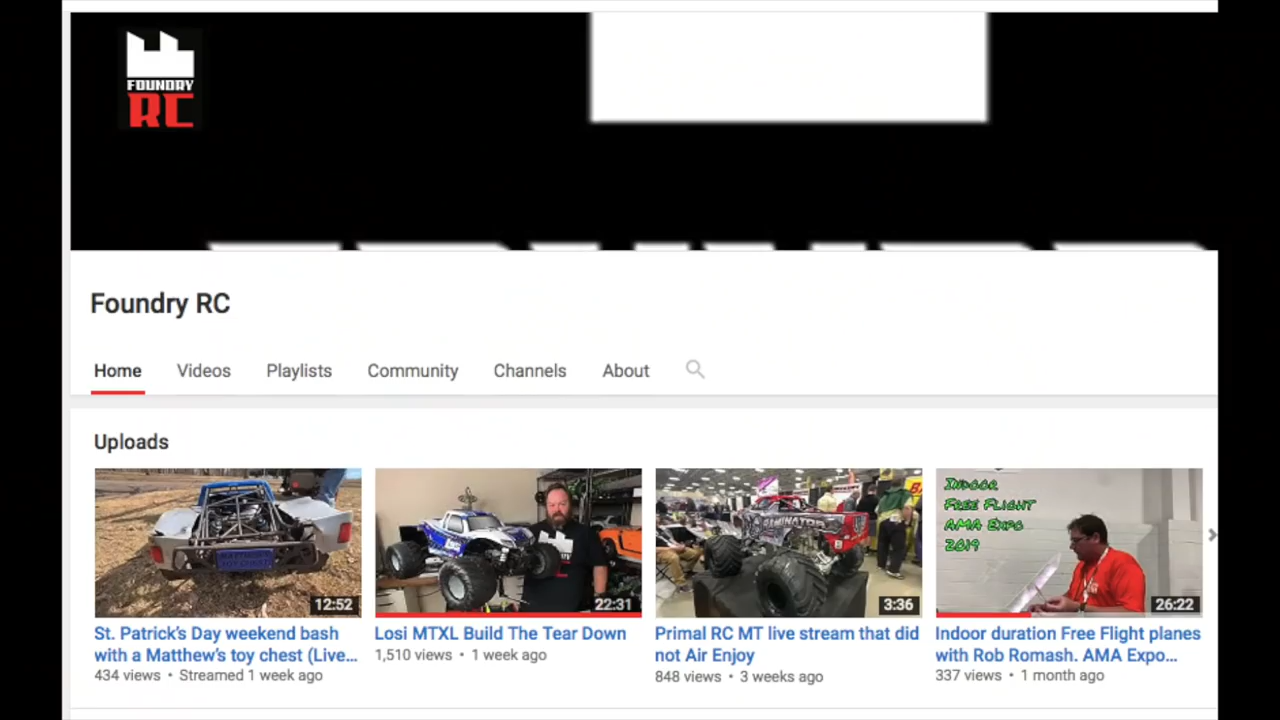 FOUNDRY
RC
Foundry RC
Home Videos Playlists Community Channels About
Uploads
12:52
22:31
3:36
INDOOR
FREE FLIGHT
AMA EXPO
2019
26:22
St. Patrick's Day weekend bash
with a Matthew's toy chest (Live...
434 views • Streamed 1 week ago
Losi MTXL Build The Tear Down
1,510 views • 1 week ago
Primal RC MT live stream that did
not Air Enjoy
848 views • 3 weeks ago
Indoor duration Free Flight planes
with Rob Romash. AMA Expo...
337 views • 1 month ago